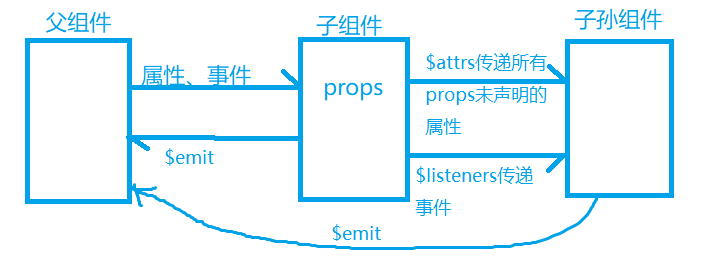 父组件
子组件
子孙组件
属性、事件
props
$attrs传递所有
props未声明的
属性
$emit
$listeners传递
事件
$emit